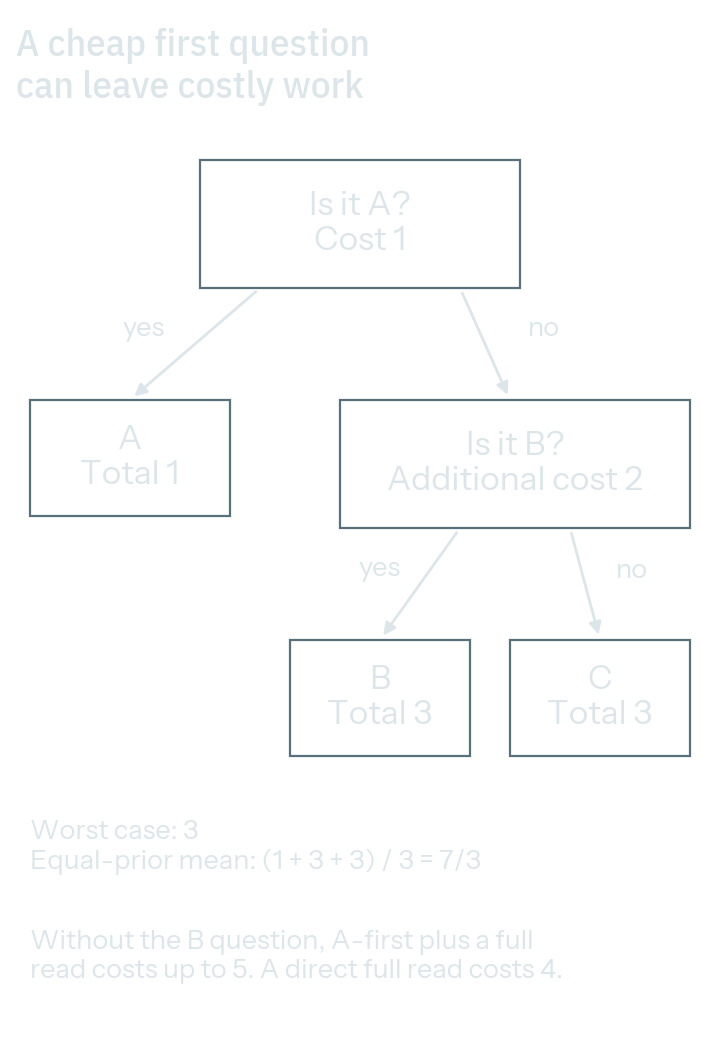 A cheap first question
can leave costly work
Is it A?
Cost 1
yes
no
A
Total 1
Is it B?
Additional cost 2
yes
no
B
Total 3
C
Total 3
Worst case: 3
Equal-prior mean: (1 + 3 + 3) / 3 = 7/3
Without the B question, A-first plus a full
read costs up to 5. A direct full read costs 4.